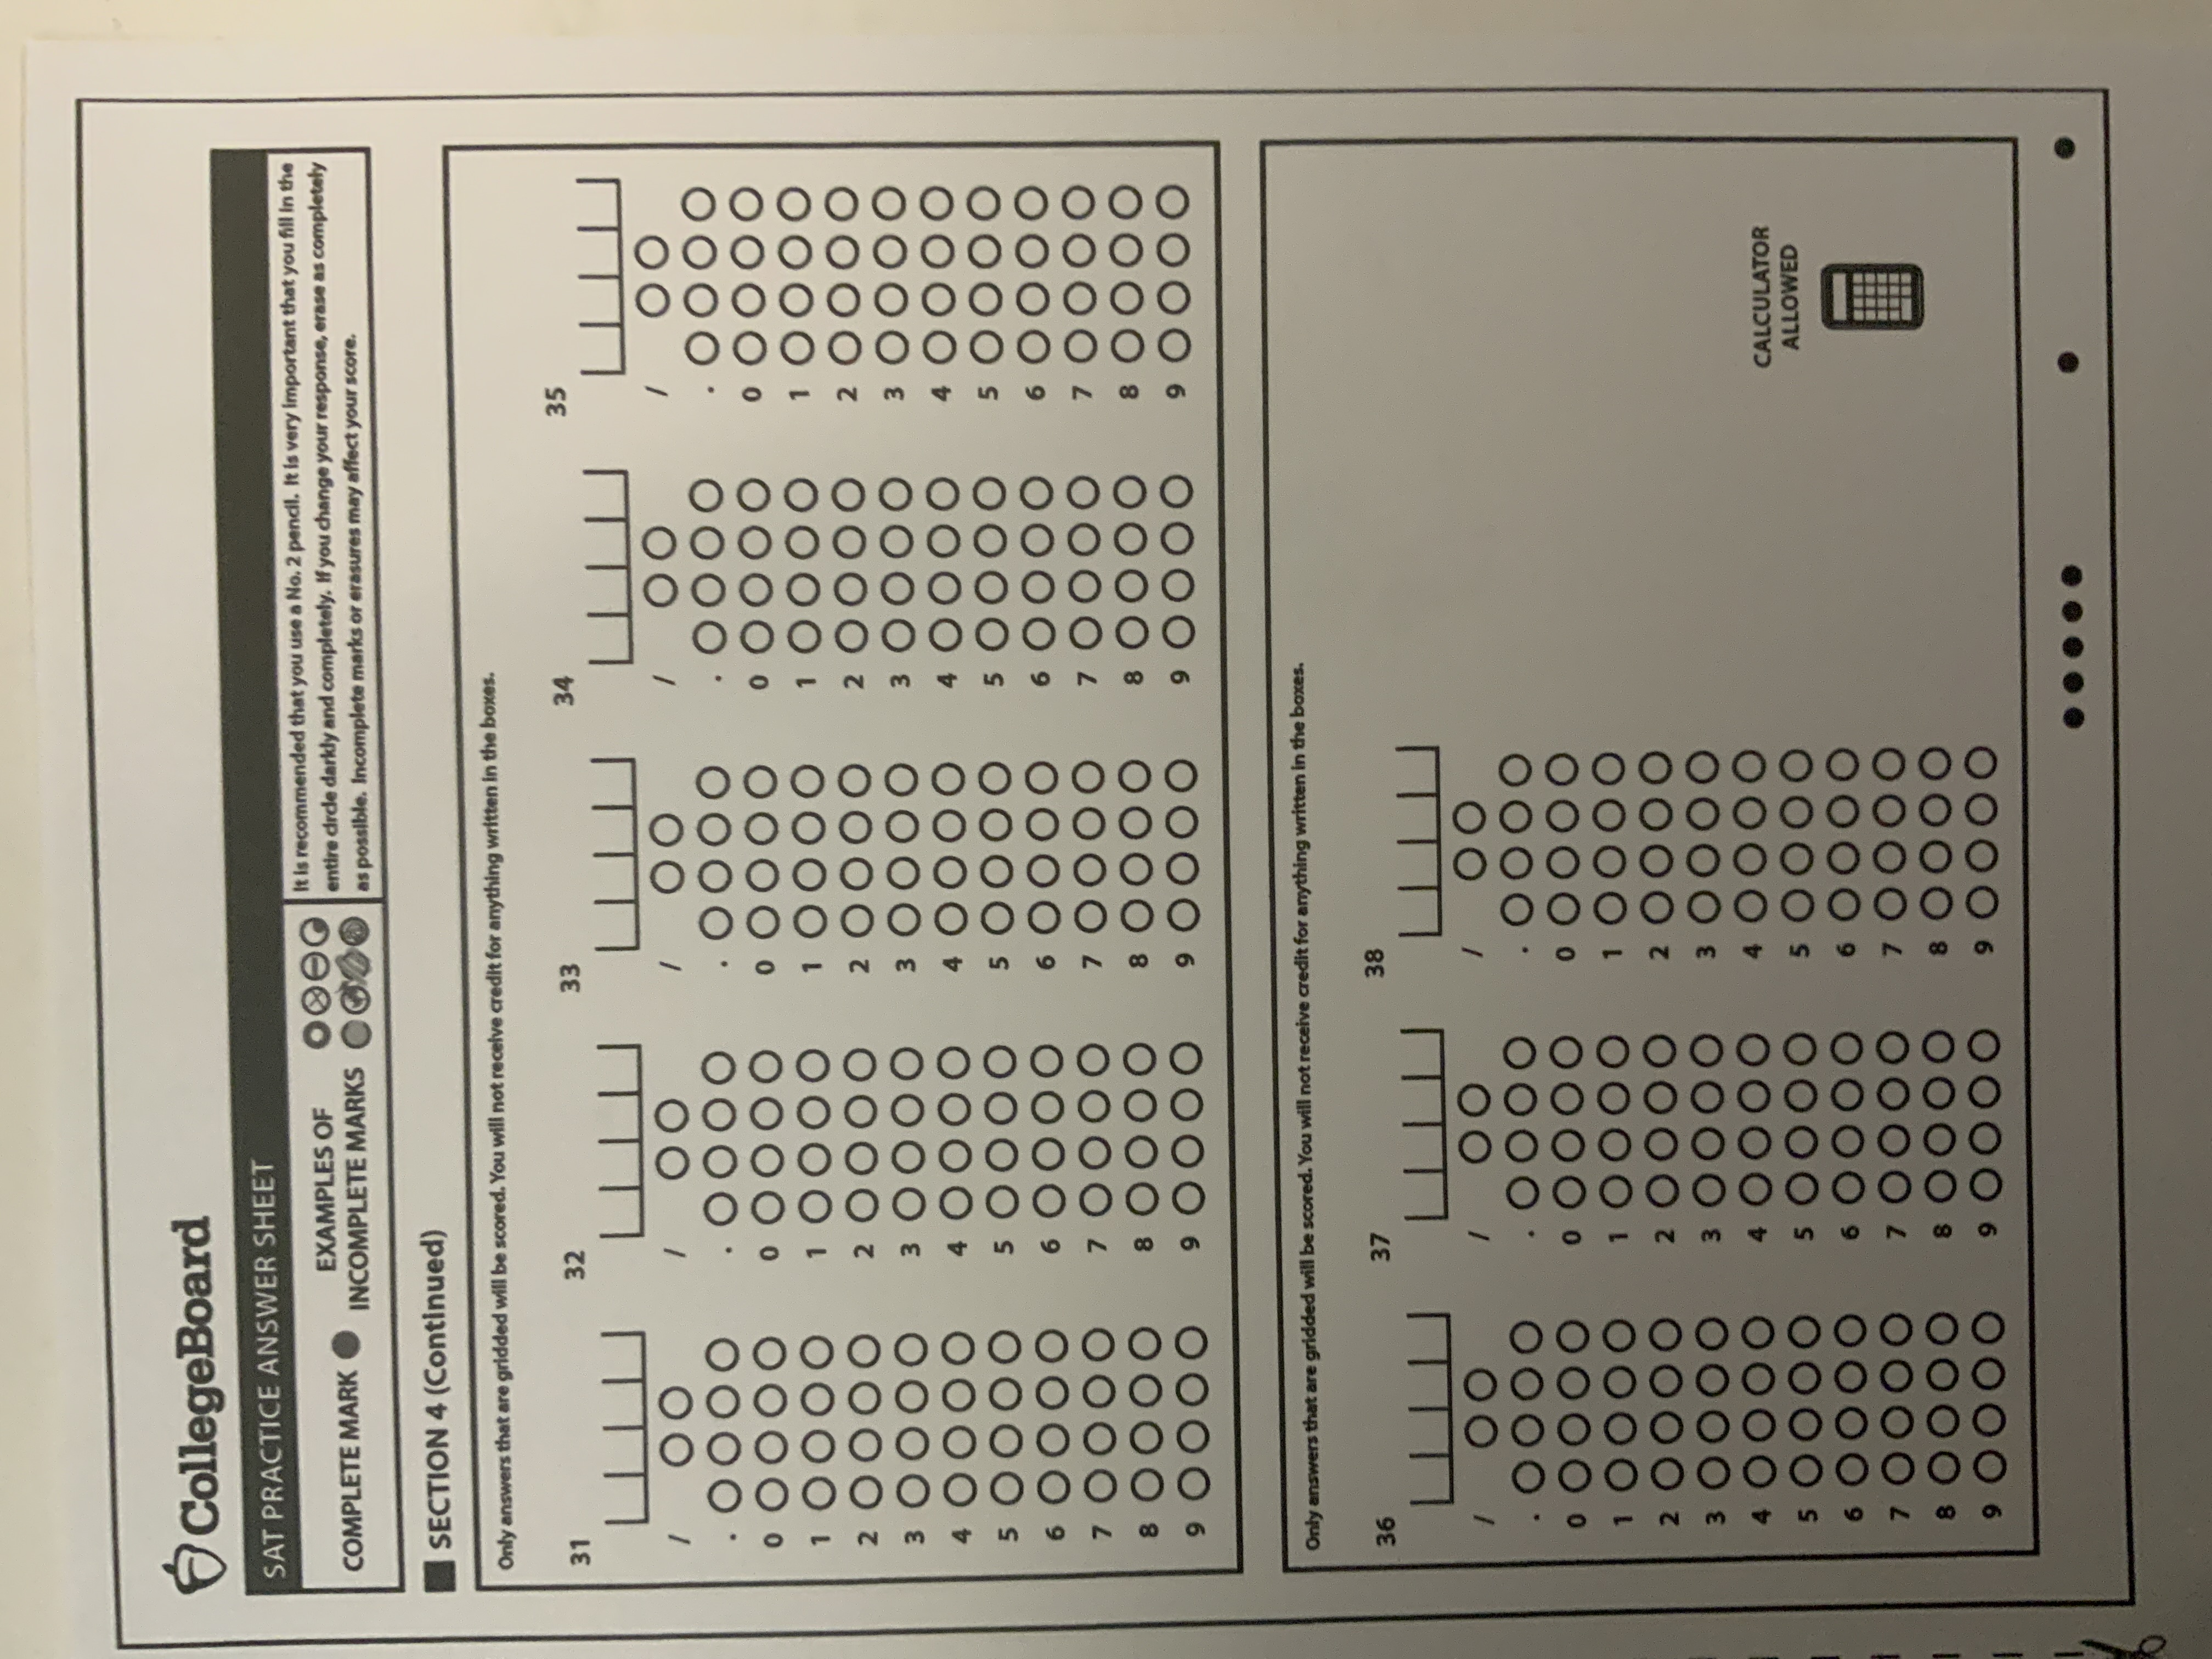 CollegeBoard
SAT PRACTICE ANSWER SHEET
COMPLETE MARK
EXAMPLES OF
INCOMPLETE MARKS
It is recommended that you use a No. 2 pencil. It is very important that you fill in the
entire circle darkly and completely. If you change your response, erase as completely
as possible. Incomplete marks or erasures may affect your score.
SECTION 4 (Continued)
Only answers that are gridded will be scored. You will not receive credit for anything written in the boxes.
31 32 33 34 35
/ / / / /
. . . . .
0 0 0 0 0
1 1 1 1 1
2 2 2 2 2
3 3 3 3 3
4 4 4 4 4
5 5 5 5 5
6 6 6 6 6
7 7 7 7 7
8 8 8 8 8
9 9 9 9 9
Only answers that are gridded will be scored. You will not receive credit for anything written in the boxes.
36 37 38
/ / /
. . .
0 0 0
1 1 1
2 2 2
3 3 3
4 4 4
5 5 5
6 6 6
7 7 7
8 8 8
9 9 9
CALCULATOR
ALLOWED